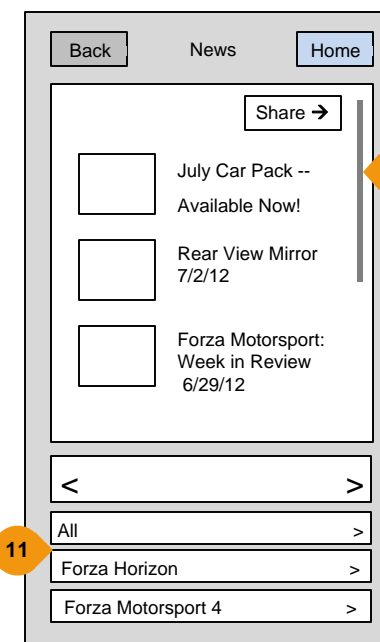 Back
News
Home
Share →
July Car Pack --
Available Now!
Rear View Mirror
7/2/12
Forza Motorsport:
Week in Review
6/29/12
< >
All >
11
Forza Horizon >
Forza Motorsport 4 >